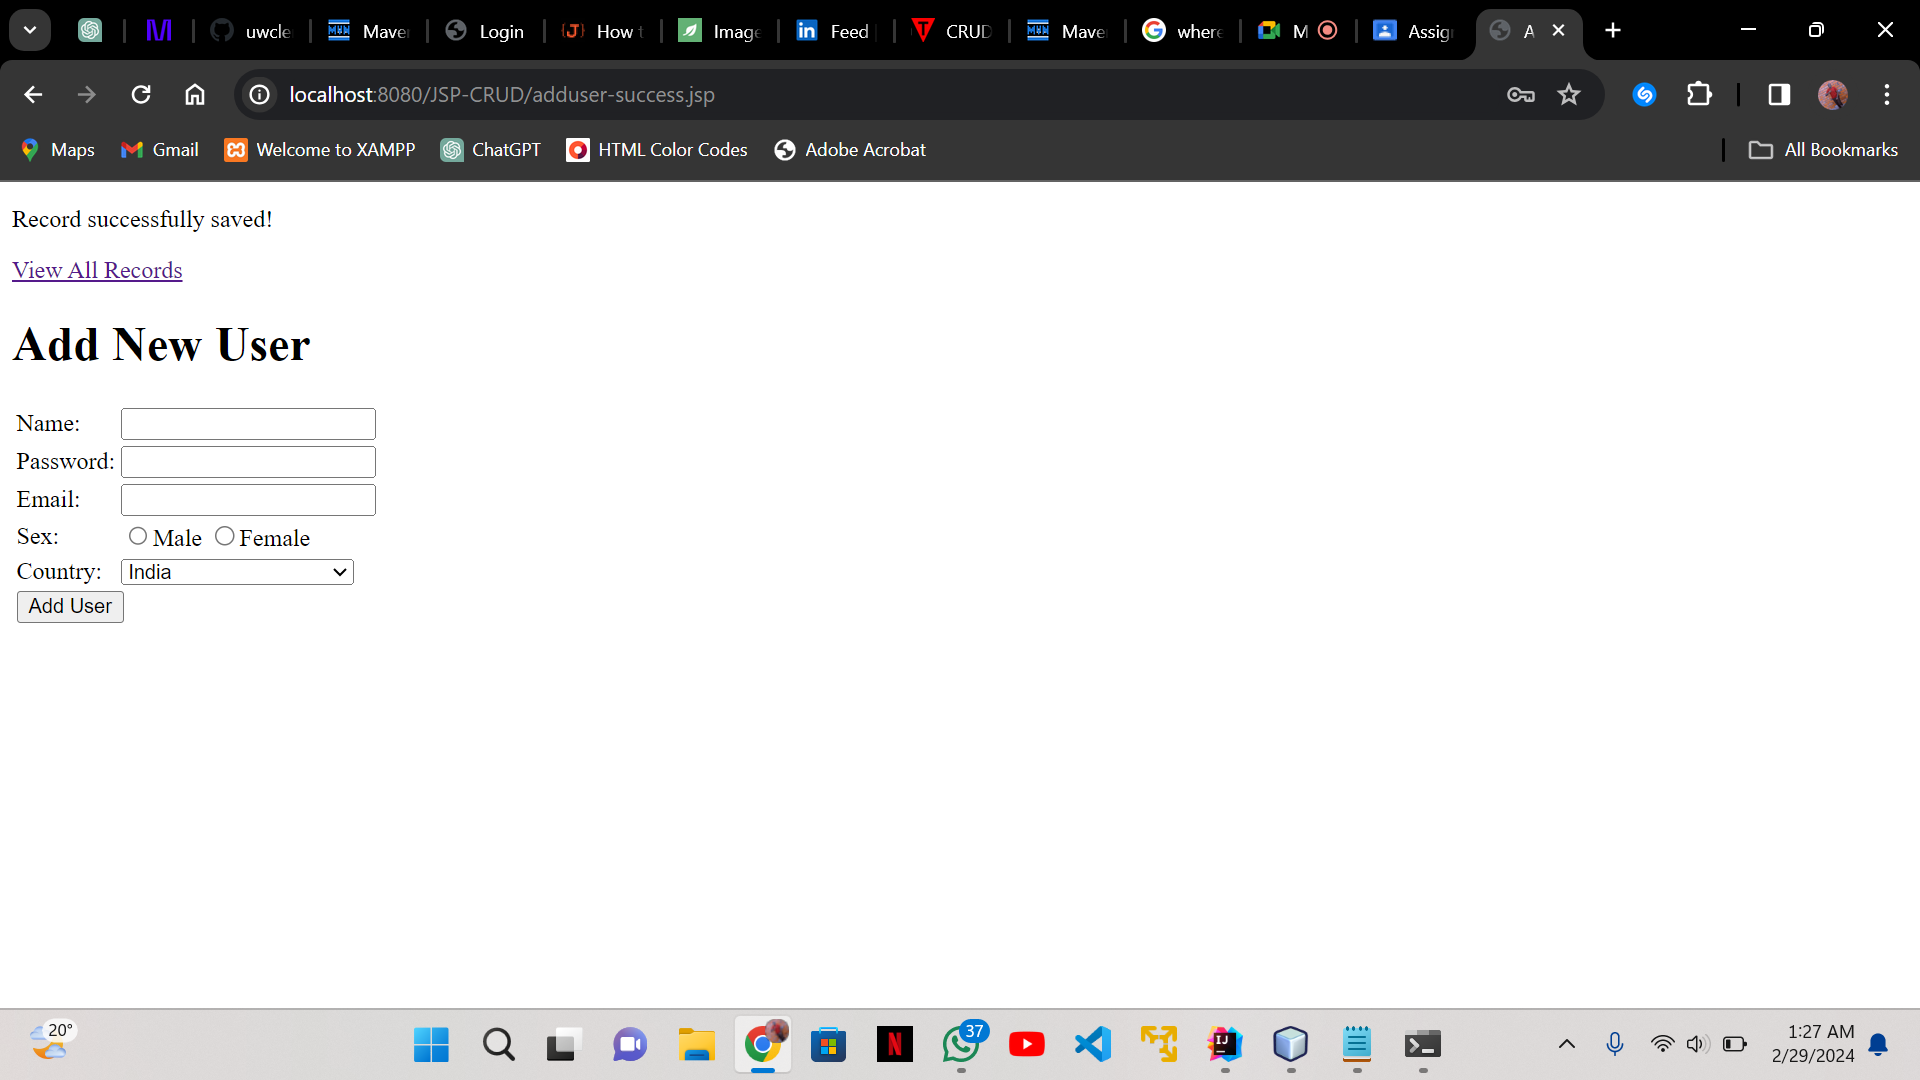 uwcle
Maver
Login
How t
Image
Feed
CRUD
Maver
where
M
Assig
A
localhost:8080/JSP-CRUD/adduser-success.jsp
Maps
Gmail
Welcome to XAMPP
ChatGPT
HTML Color Codes
Adobe Acrobat
All Bookmarks
Record successfully saved!
View All Records
Add New User
Name:
Password:
Email:
Sex: Male Female
Country: India
Add User
20°
37
1:27 AM
2/29/2024